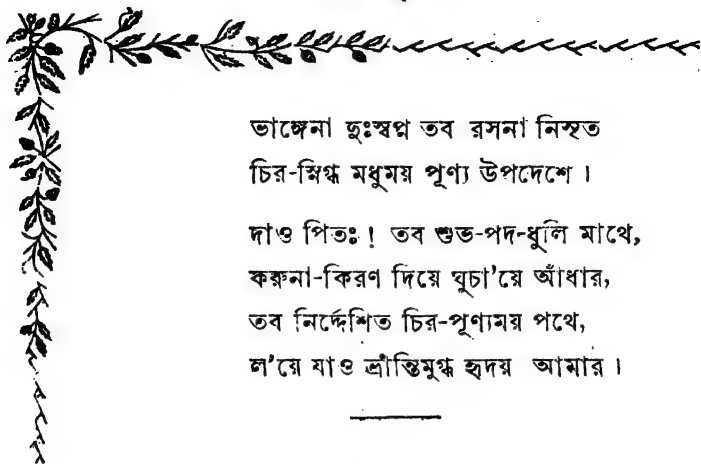 ভাঙ্গেনা দুঃস্বপ্ন তব রসনা নিসৃত
চির-স্নিগ্ধ মধুময় পূণ্য উপদেশে ।
দাও পিতঃ ! তব শুভ-পদ-ধুলি মাথে,
করুনা-কিরণ দিয়ে ঘুচা'য়ে আঁধার,
তব নির্দ্দেশিত চির-পূণ্যময় পথে,
ল'য়ে যাও ভ্রান্তিমুগ্ধ হৃদয় আমার ।